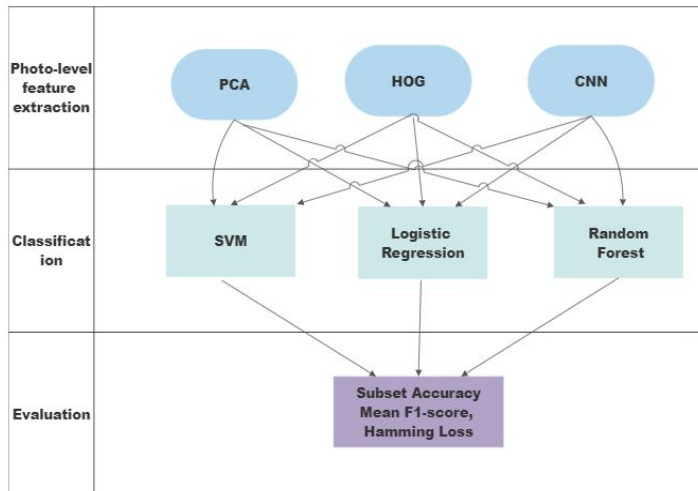 Photo-level
feature
extraction
PCA
HOG
CNN
Classificat
ion
SVM
Logistic
Regression
Random
Forest
Evaluation
Subset Accuracy
Mean F1-score,
Hamming Loss